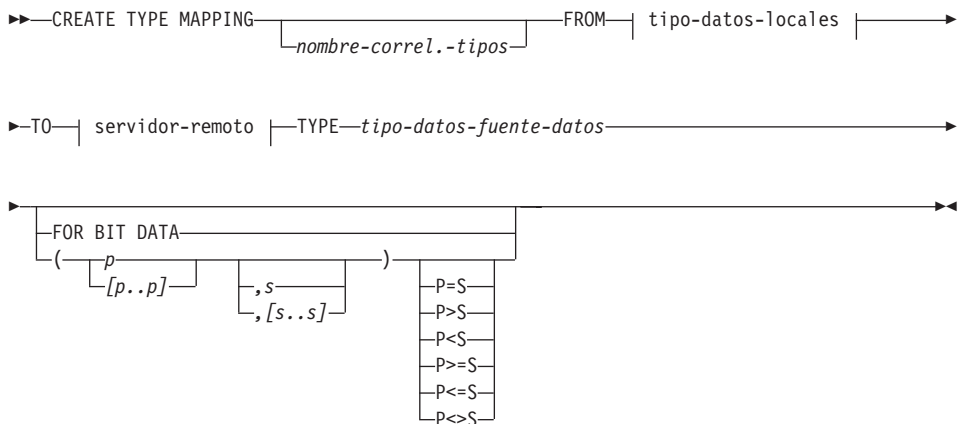 CREATE TYPE MAPPING FROM tipo-datos-locales
nombre-correl.-tipos
TO servidor-remoto TYPE tipo-datos-fuente-datos
FOR BIT DATA
( p )
[p..p] ,s P=S
,[s..s] P>S
P<S
P>=S
P<=S
P<>S